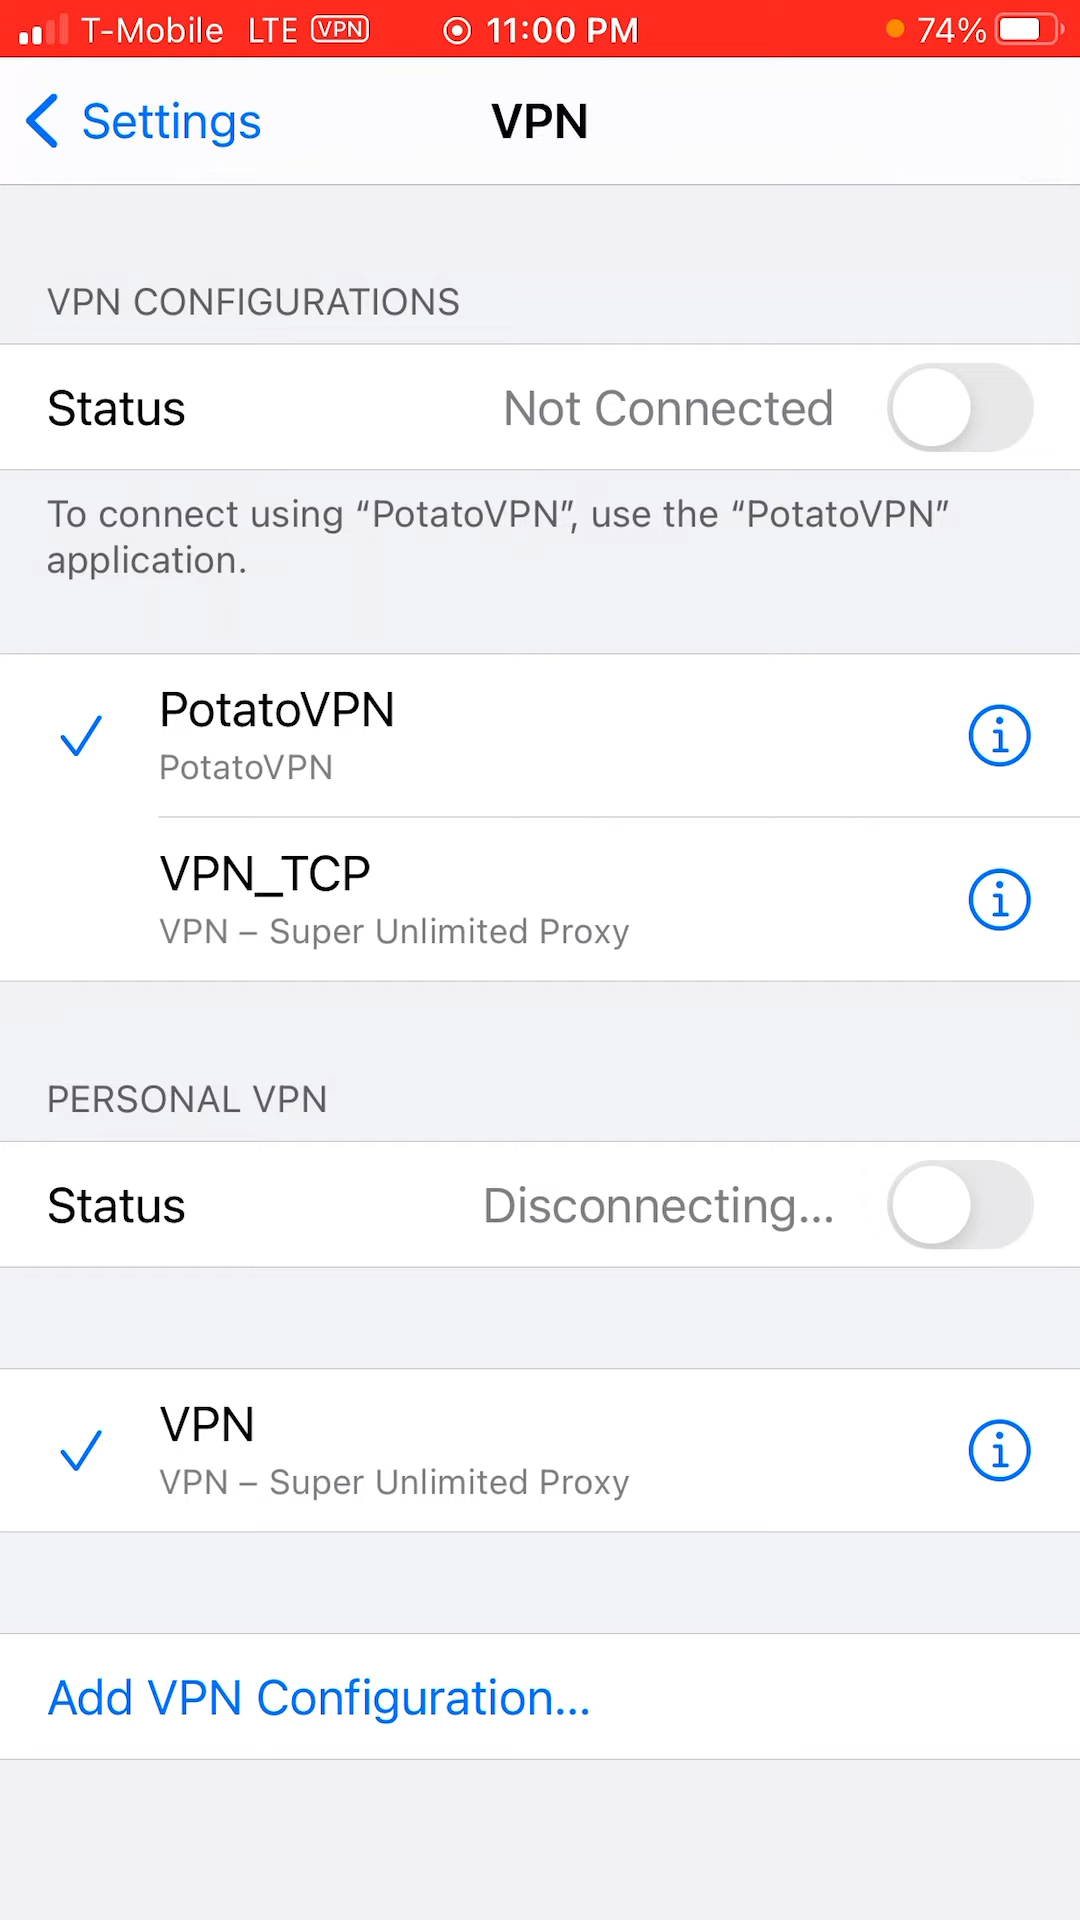 T-Mobile LTE VPN 11:00 PM 74%
Settings VPN
VPN CONFIGURATIONS
Status Not Connected
To connect using “PotatoVPN”, use the “PotatoVPN”
application.
PotatoVPN
PotatoVPN
VPN_TCP
VPN – Super Unlimited Proxy
PERSONAL VPN
Status Disconnecting...
VPN
VPN – Super Unlimited Proxy
Add VPN Configuration...